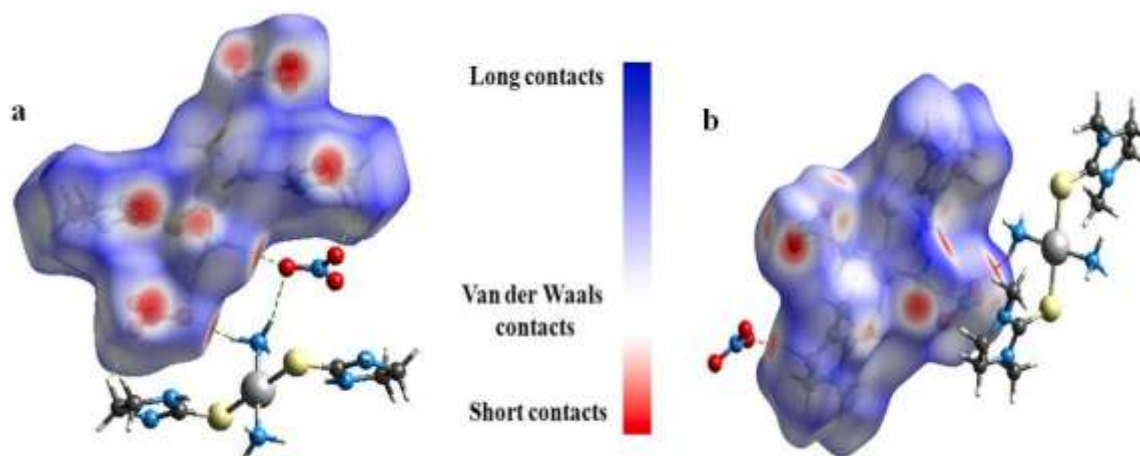 a
Long contacts
Van der Waals
contacts
Short contacts
b